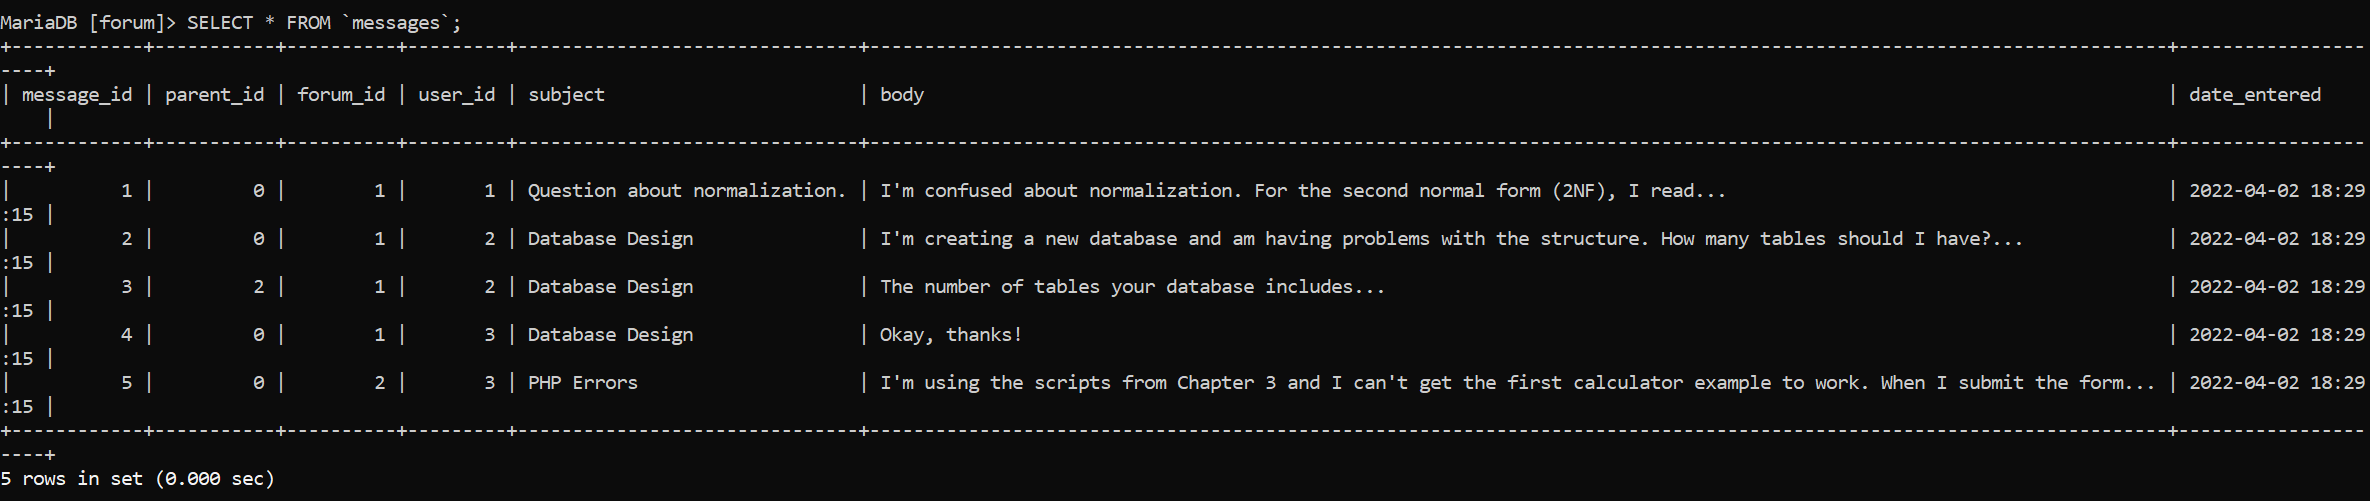 MariaDB [forum]> SELECT * FROM `messages`;
+------------+-----------+----------+---------+-------------------------------+----------------------------------------------------------------------------------------------------------------------+-----------------
----+
| message_id | parent_id | forum_id | user_id | subject                       | body                                                                                                                 | date_entered
    |
+------------+-----------+----------+---------+-------------------------------+----------------------------------------------------------------------------------------------------------------------+-----------------
----+
|          1 |         0 |        1 |       1 | Question about normalization. | I'm confused about normalization. For the second normal form (2NF), I read...                                        | 2022-04-02 18:29
:15 |
|          2 |         0 |        1 |       2 | Database Design               | I'm creating a new database and am having problems with the structure. How many tables should I have?...             | 2022-04-02 18:29
:15 |
|          3 |         2 |        1 |       2 | Database Design               | The number of tables your database includes...                                                                       | 2022-04-02 18:29
:15 |
|          4 |         0 |        1 |       3 | Database Design               | Okay, thanks!                                                                                                        | 2022-04-02 18:29
:15 |
|          5 |         0 |        2 |       3 | PHP Errors                    | I'm using the scripts from Chapter 3 and I can't get the first calculator example to work. When I submit the form... | 2022-04-02 18:29
:15 |
+------------+-----------+----------+---------+-------------------------------+----------------------------------------------------------------------------------------------------------------------+-----------------
----+
5 rows in set (0.000 sec)